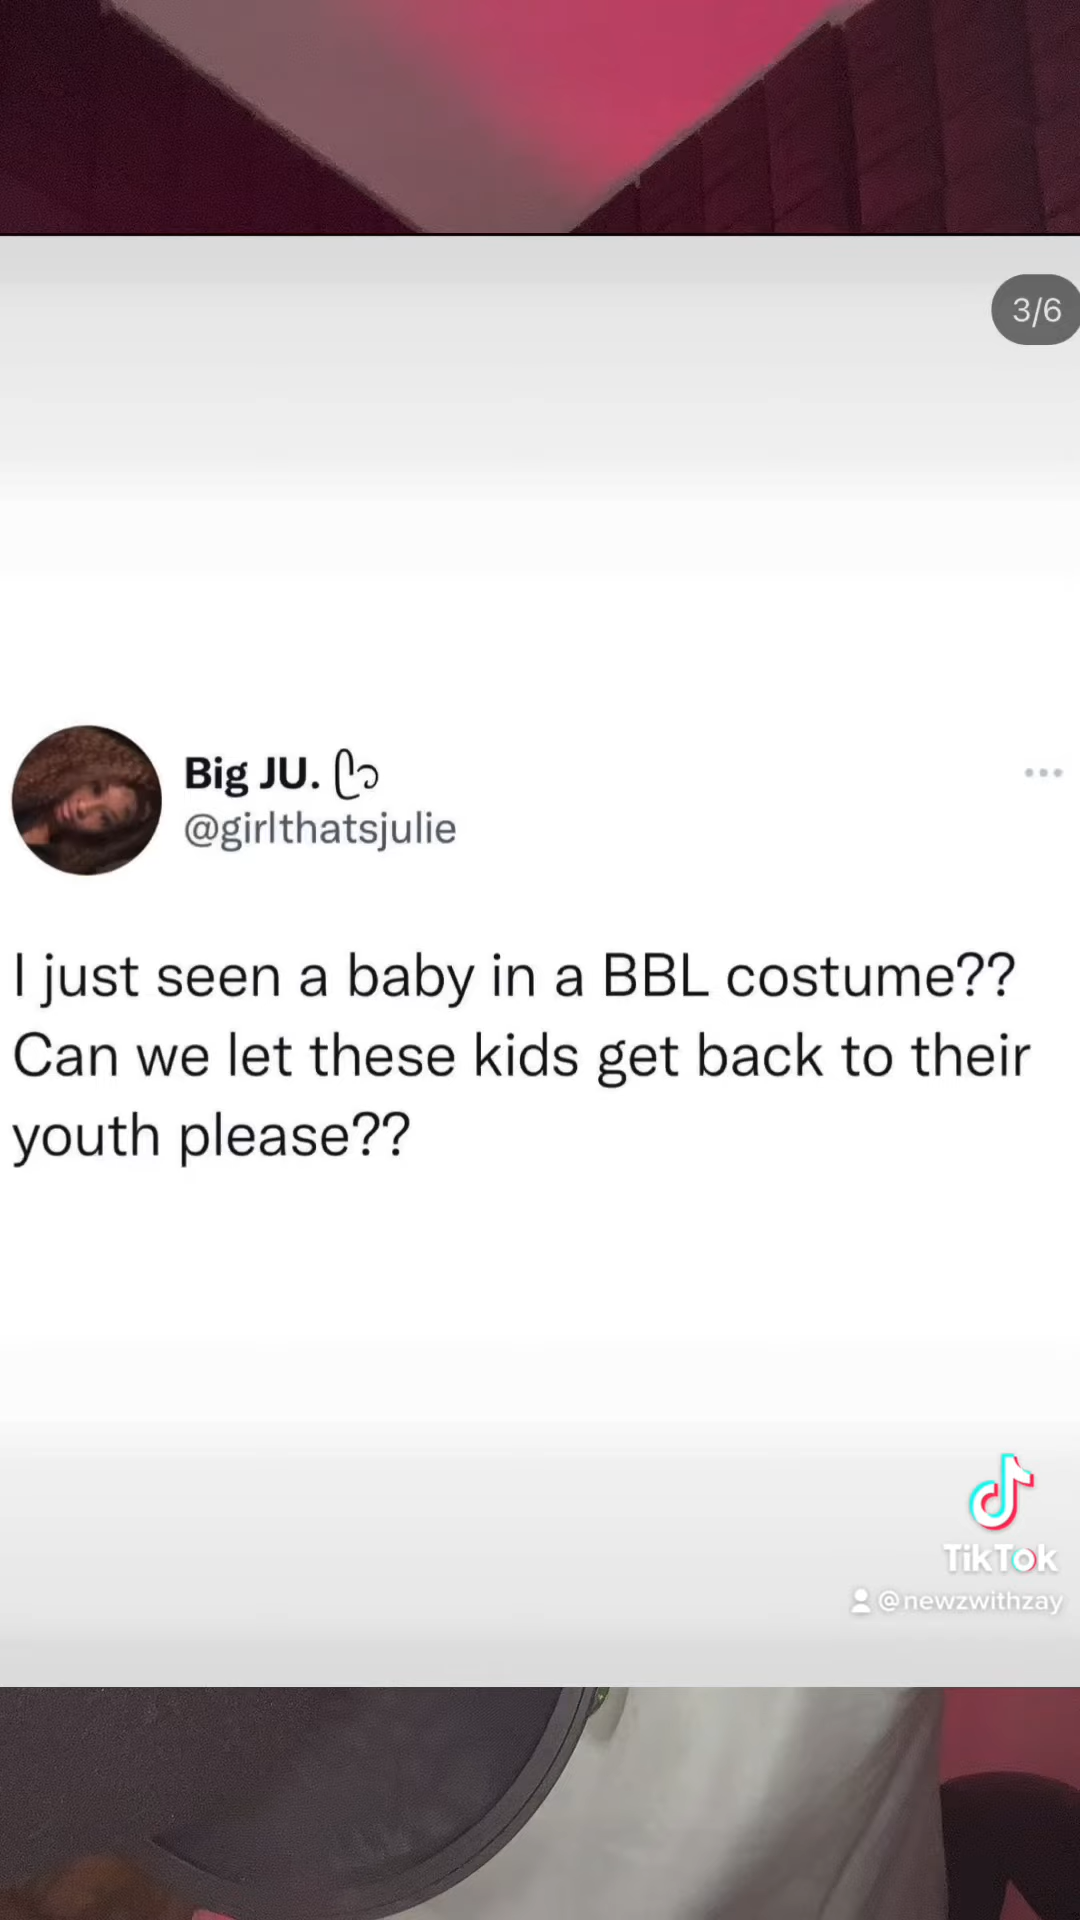 3/6
Big JU.
@girlthatsjulie
I just seen a baby in a BBL costume??
Can we let these kids get back to their
youth please??
TikTok
@newzwithzay